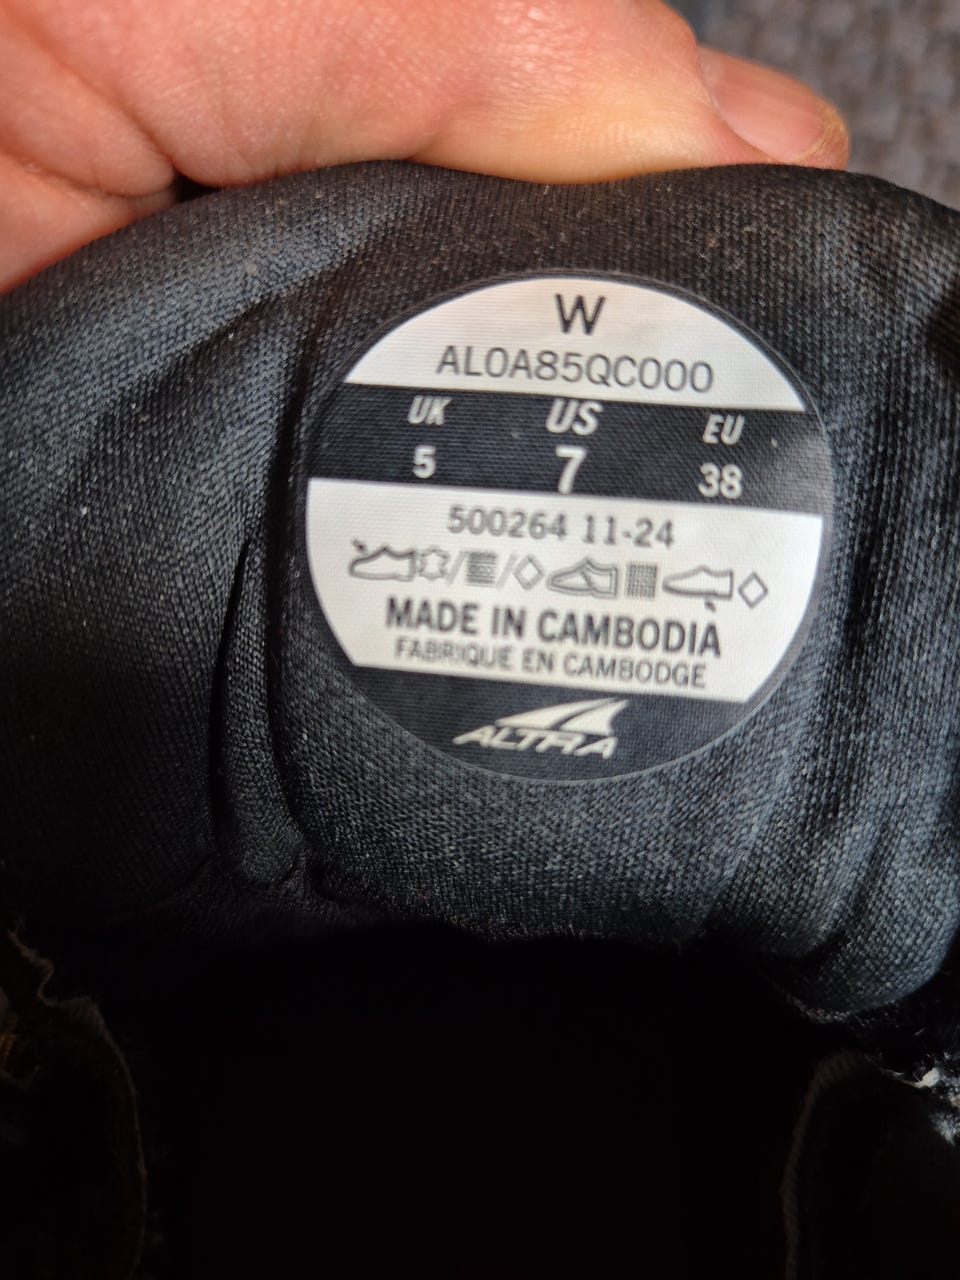 W
AL0A85QC000
UK US EU
5 7 38
500264 11-24
MADE IN CAMBODIA
FABRIQUE EN CAMBODGE
ALTRA